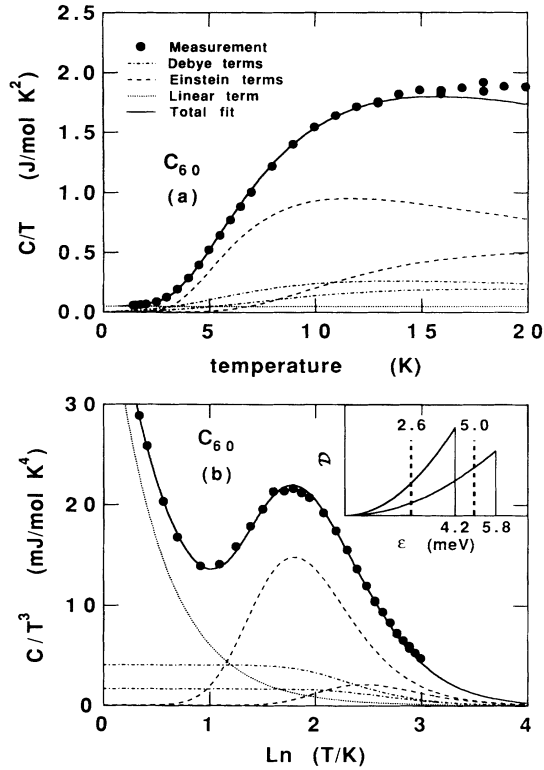 2.5
2.0
1.5
1.0
0.5
0.0
C/T (J/mol K²)
Measurement
Debye terms
Einstein terms
Linear term
Total fit
C₆₀
(a)
0 5 10 15 20
temperature (K)
30
20
10
0
C/T³ (mJ/mol K⁴)
C₆₀
(b)
𝒟
2.6 5.0
4.2 5.8
ε (meV)
0 1 2 3 4
Ln (T/K)